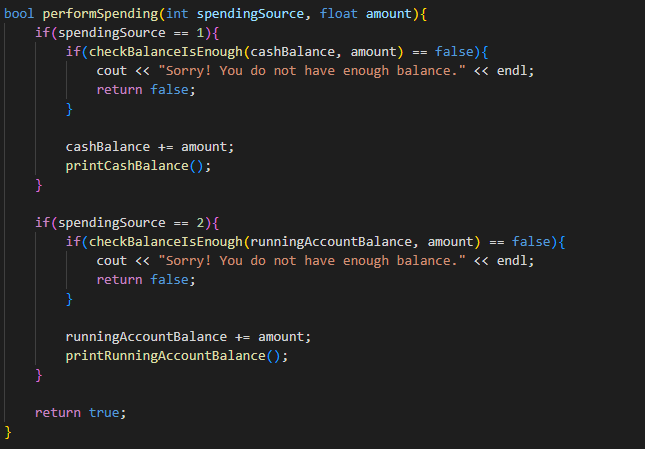 bool performSpending(int spendingSource, float amount){
if(spendingSource == 1){
if(checkBalanceIsEnough(cashBalance, amount) == false){
cout << "Sorry! You do not have enough balance." << endl;
return false;
}
cashBalance += amount;
printCashBalance();
}
if(spendingSource == 2){
if(checkBalanceIsEnough(runningAccountBalance, amount) == false){
cout << "Sorry! You do not have enough balance." << endl;
return false;
}
runningAccountBalance += amount;
printRunningAccountBalance();
}
return true;
}